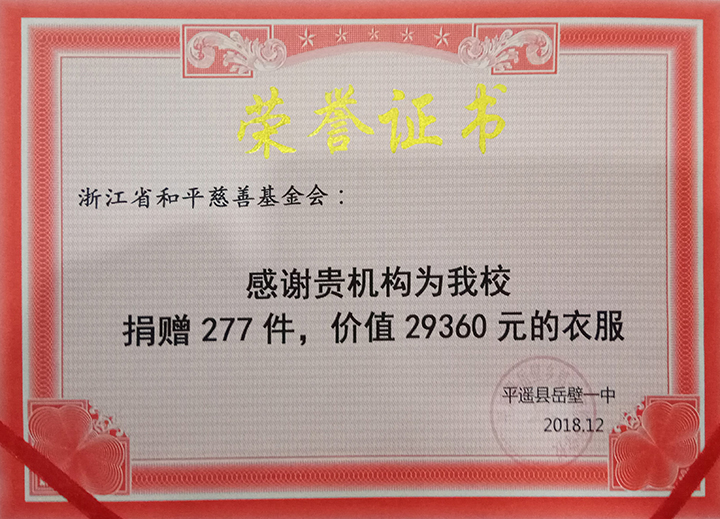 荣誉证书
浙江省和平慈善基金会：
感谢贵机构为我校
捐赠 277 件，价值 29360 元的衣服
平遥县岳壁一中
2018.12